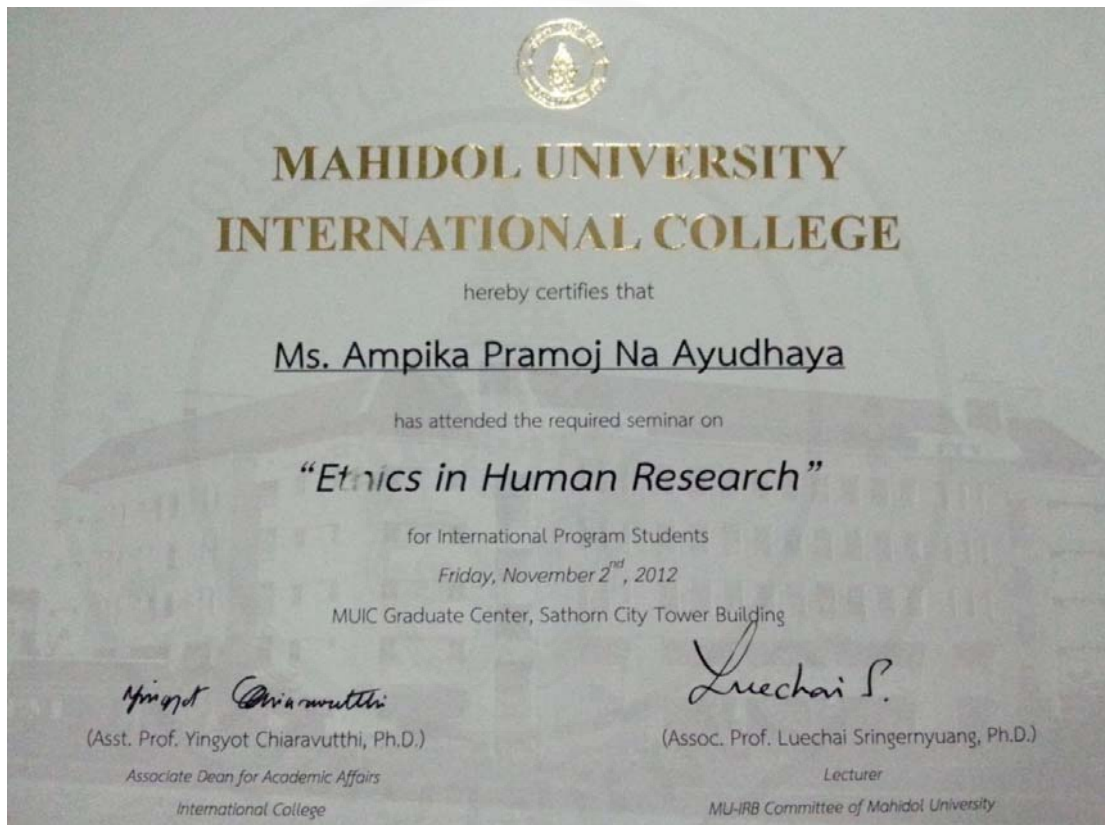 MAHIDOL UNIVERSITY
INTERNATIONAL COLLEGE
hereby certifies that
Ms. Ampika Pramoj Na Ayudhaya
has attended the required seminar on
“Ethics in Human Research”
for International Program Students
Friday, November 2nd, 2012
MUIC Graduate Center, Sathorn City Tower Building
Yingyot Chiaravutthi
Luechai S.
(Asst. Prof. Yingyot Chiaravutthi, Ph.D.)
(Assoc. Prof. Luechai Sringernyuang, Ph.D.)
Associate Dean for Academic Affairs
Lecturer
International College
MU-IRB Committee of Mahidol University